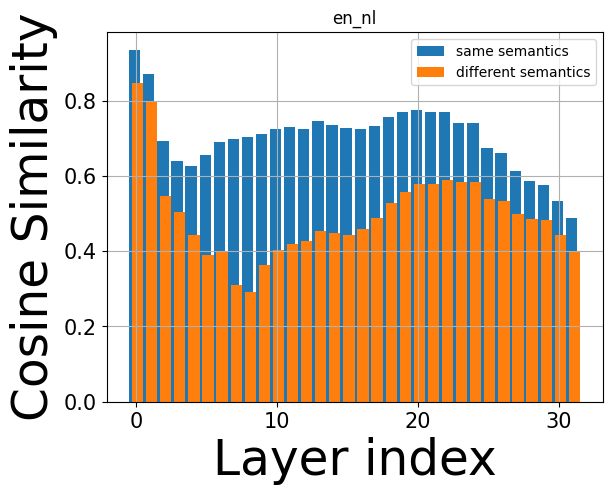 en_nl
same semantics
different semantics
Cosine Similarity
0.8
0.6
0.4
0.2
0.0
0 10 20 30
Layer index